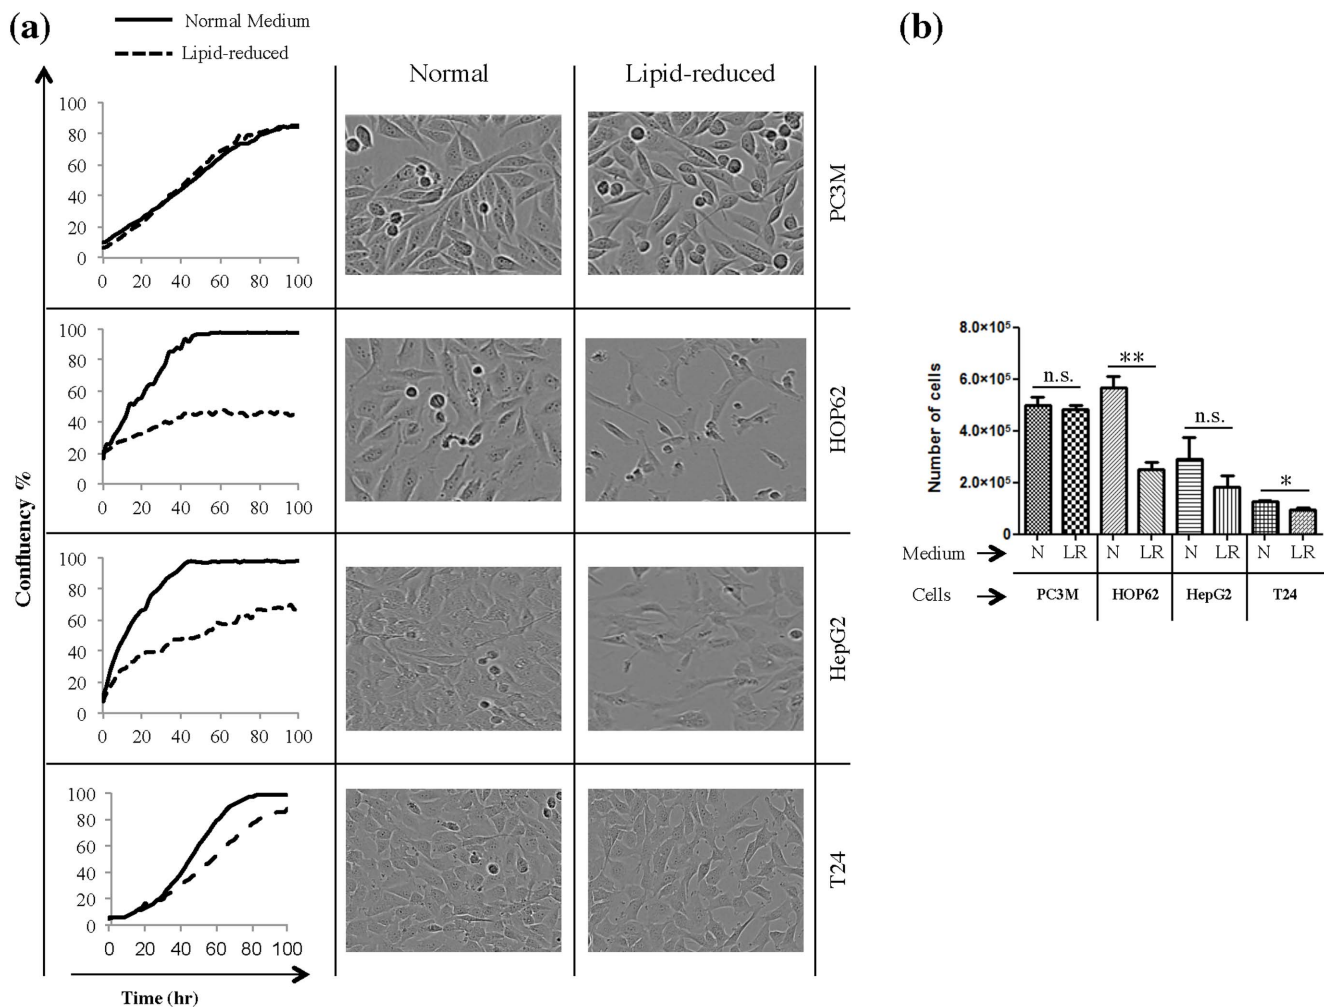 (a)
Normal Medium
Lipid-reduced
Normal
Lipid-reduced
Confluency %
100
80
60
40
20
0
0 20 40 60 80 100
PC3M
100
80
60
40
20
0
0 20 40 60 80 100
HOP62
100
80
60
40
20
0
0 20 40 60 80 100
HepG2
100
80
60
40
20
0
0 20 40 60 80 100
T24
Time (hr)
(b)
Number of cells
8.0×10⁵
6.0×10⁵
4.0×10⁵
2.0×10⁵
0
n.s.
**
n.s.
*
Medium N LR N LR N LR N LR
Cells PC3M HOP62 HepG2 T24